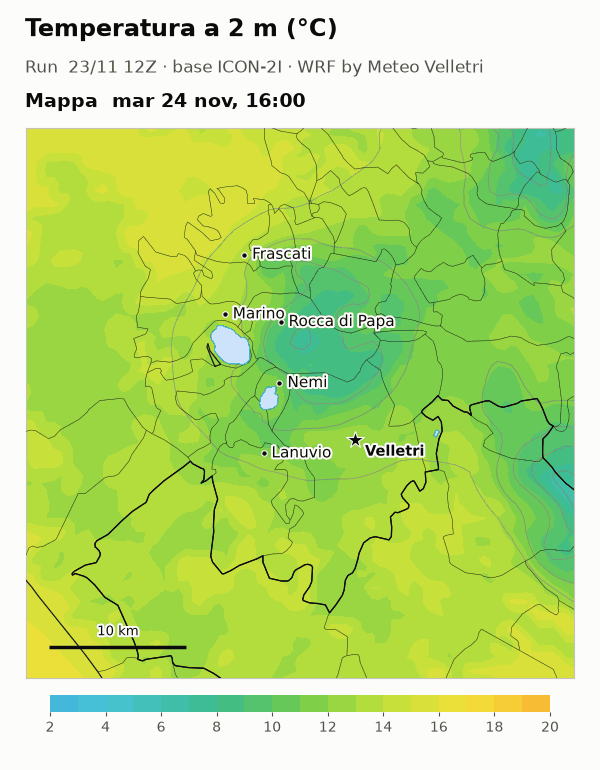 Temperatura a 2 m (°C)
Run  23/11 12Z · base ICON-2I · WRF by Meteo Velletri
Mappa  mar 24 nov, 16:00
Frascati
Marino
Rocca di Papa
Nemi
Velletri
Lanuvio
10 km
2 4 6 8 10 12 14 16 18 20